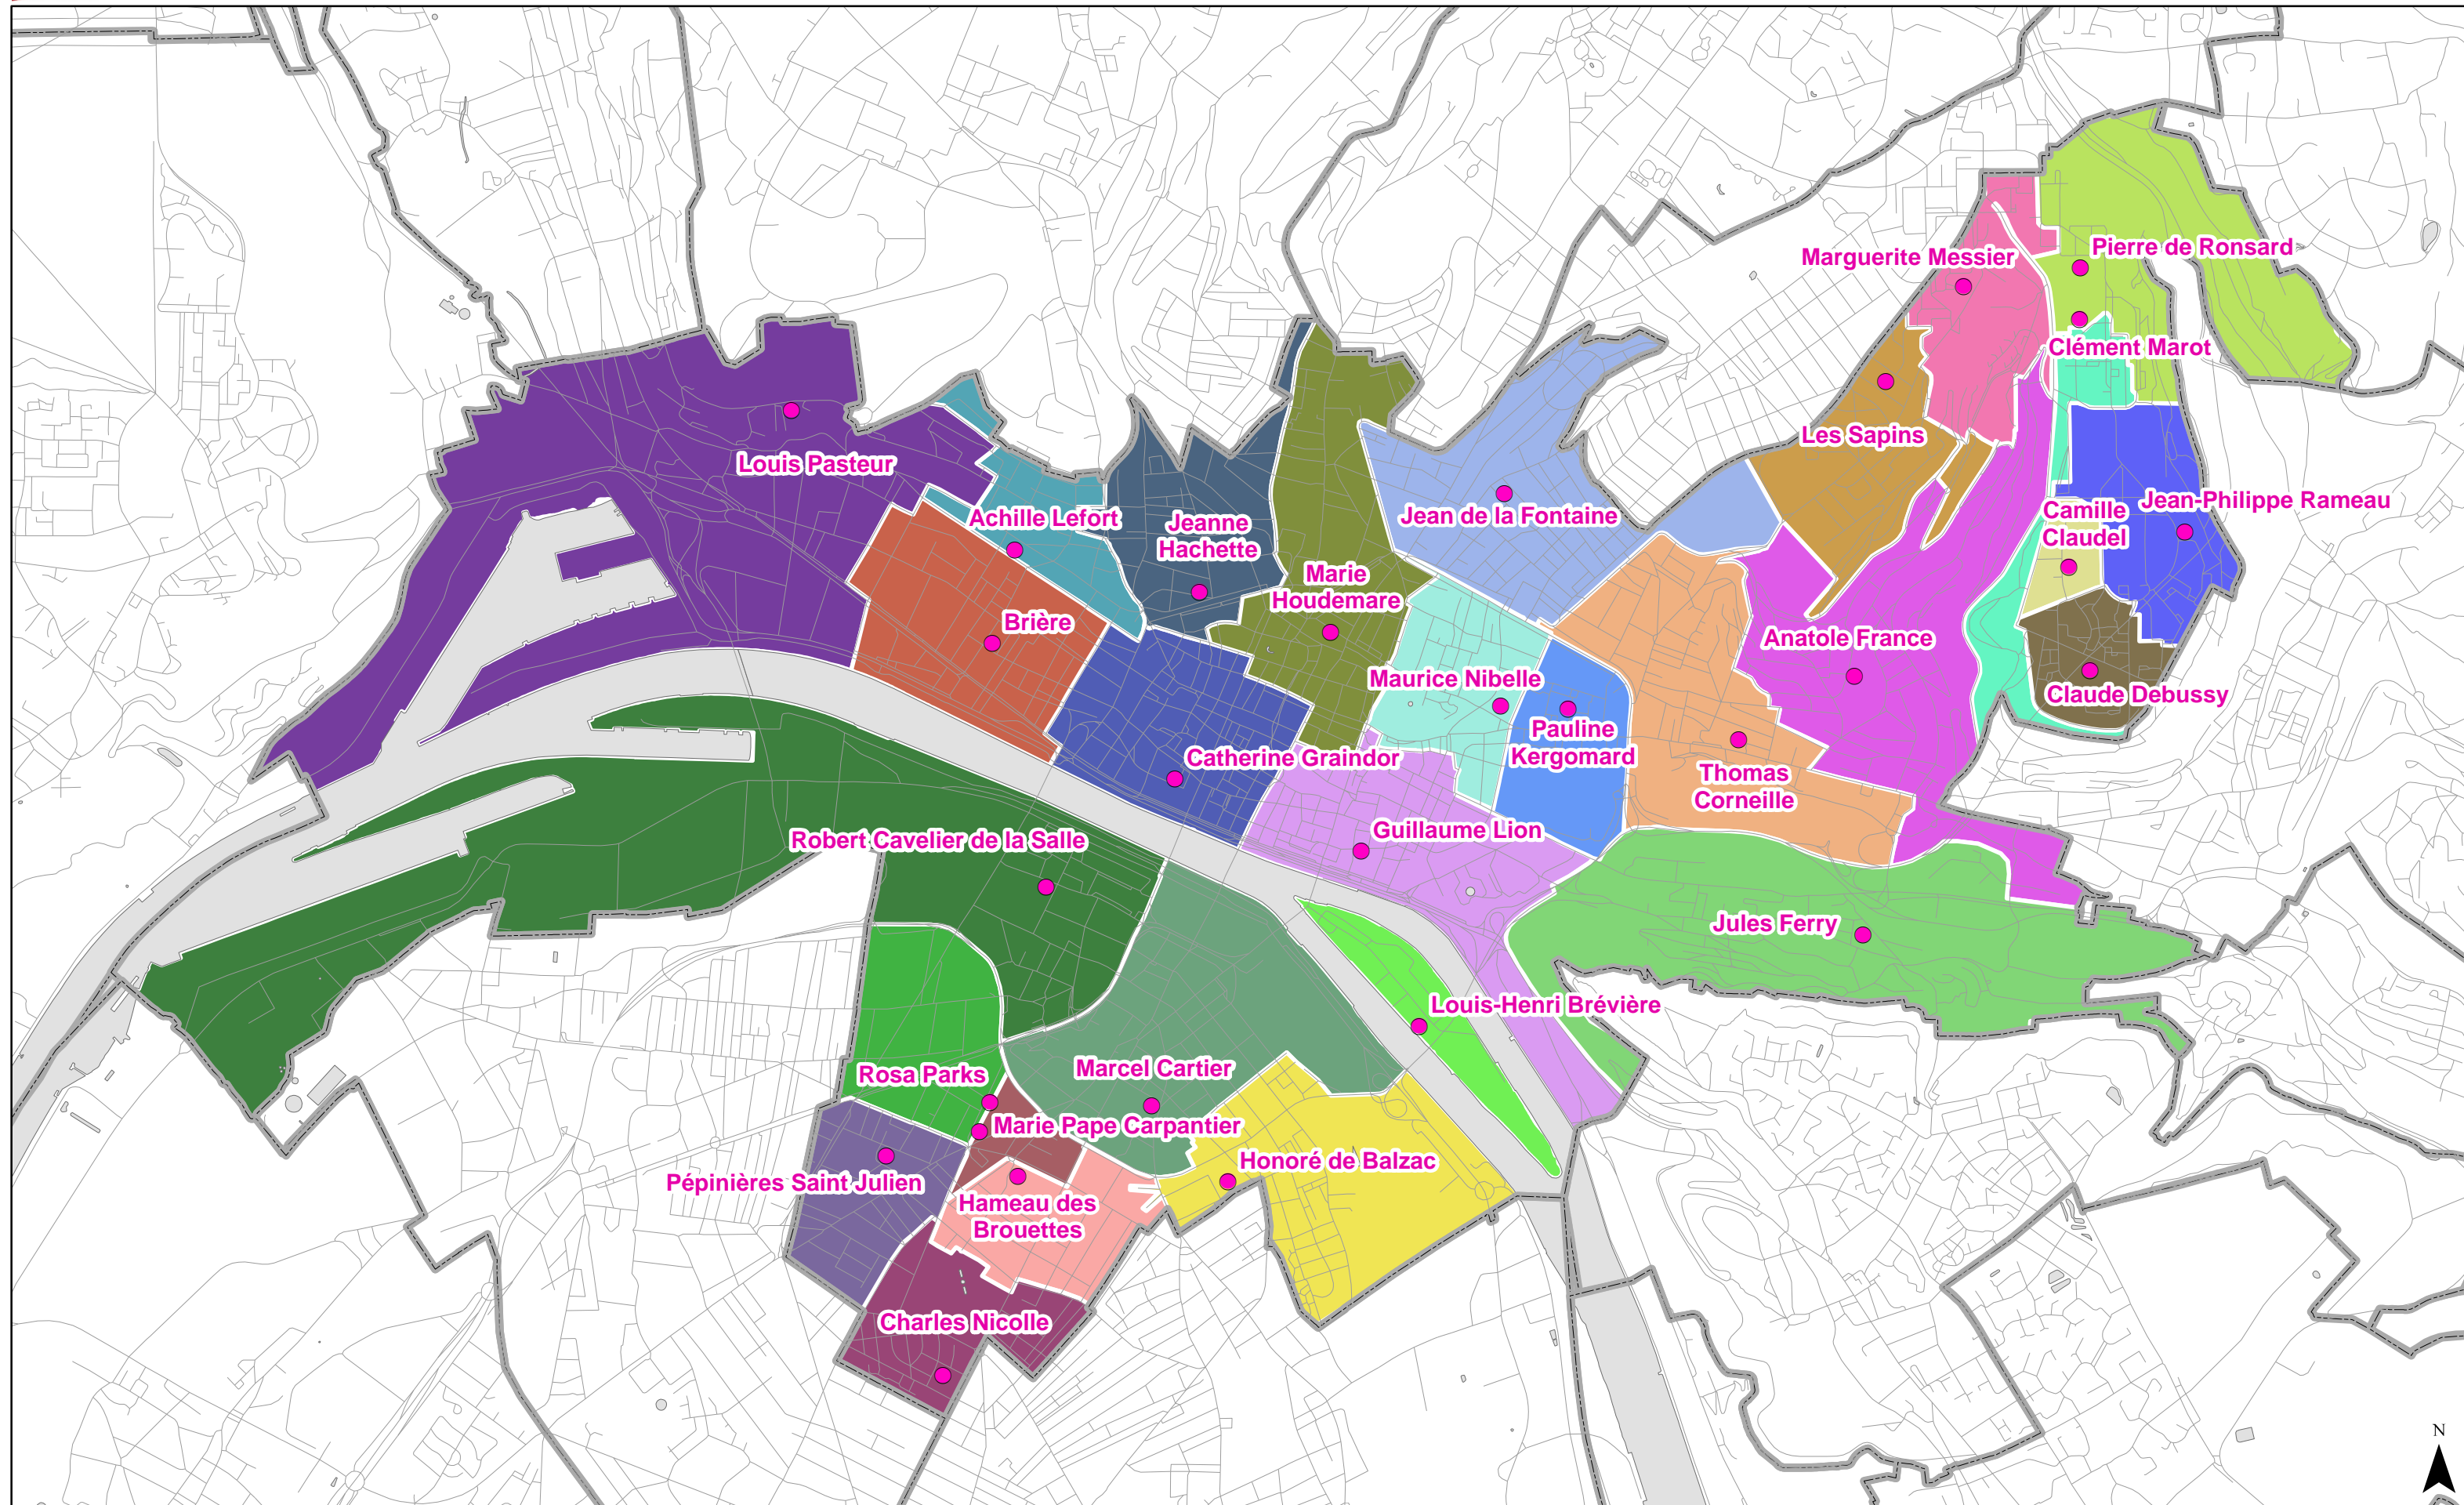 Marguerite Messier
Pierre de Ronsard
Clément Marot
Les Sapins
Louis Pasteur
Jean-Philippe Rameau
Camille
Claudel
Achille Lefort
Jeanne
Hachette
Jean de la Fontaine
Marie
Houdemare
Brière
Anatole France
Maurice Nibelle
Claude Debussy
Pauline
Kergomard
Catherine Graindor
Thomas
Corneille
Guillaume Lion
Robert Cavelier de la Salle
Jules Ferry
Louis-Henri Brévière
Rosa Parks
Marcel Cartier
Marie Pape Carpantier
Honoré de Balzac
Pépinières Saint Julien
Hameau des
Brouettes
Charles Nicolle
N